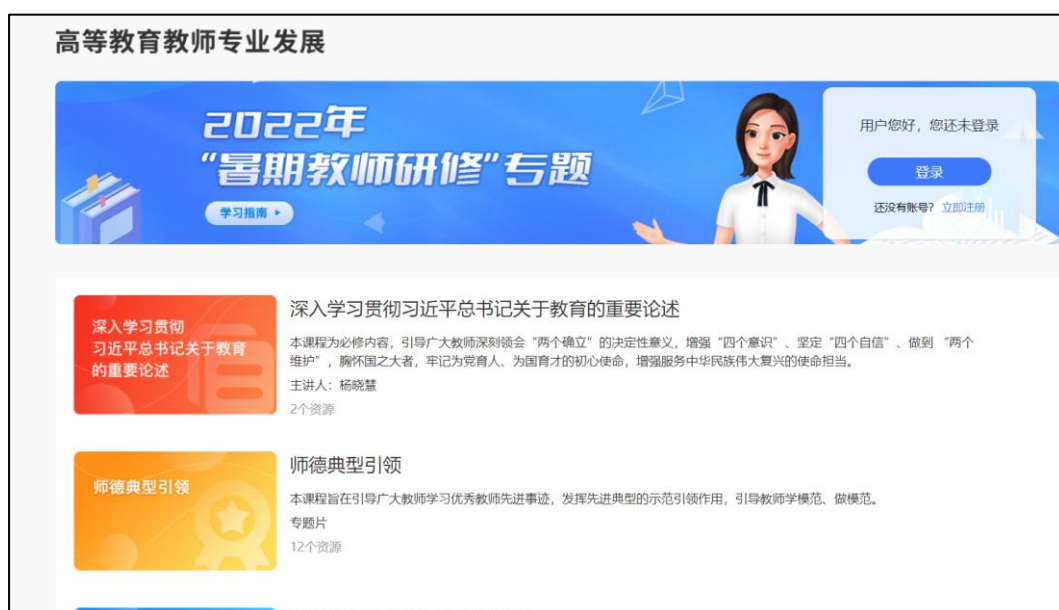 高等教育教师专业发展
2022年
“暑期教师研修”专题
学习指南
用户您好，您还未登录
登录
还没有账号？ 立即注册
深入学习贯彻
习近平总书记关于教育
的重要论述
深入学习贯彻习近平总书记关于教育的重要论述
本课程为必修内容，引导广大教师深刻领会“两个确立”的决定性意义，增强“四个意识”、坚定“四个自信”、做到“两个
维护”，胸怀国之大者，牢记为党育人、为国育才的初心使命，增强服务中华民族伟大复兴的使命担当。
主讲人：杨晓慧
2个资源
师德典型引领
师德典型引领
本课程旨在引导广大教师学习优秀教师先进事迹，发挥先进典型的示范引领作用，引导教师学模范、做模范。
专题片
12个资源